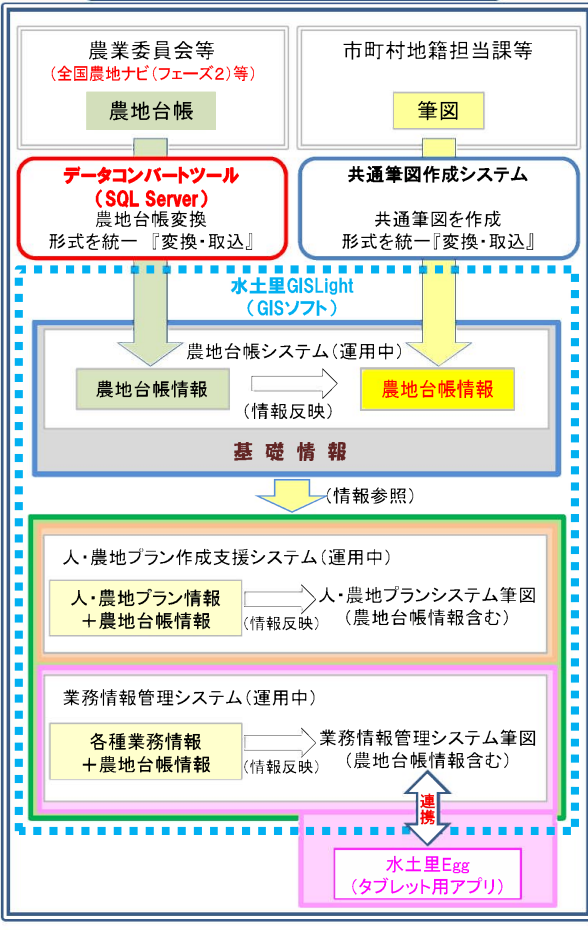 農業委員会等
(全国農地ナビ(フェーズ2)等)
農地台帳
市町村地籍担当課等
筆図
データコンバートツール
(SQL Server)
農地台帳変換
形式を統一 『変換・取込』
共通筆図作成システム
共通筆図を作成
形式を統一『変換・取込』
水土里GISLight
(GISソフト)
農地台帳システム(運用中)
農地台帳情報
(情報反映)
農地台帳情報
基 礎 情 報
(情報参照)
人・農地プラン作成支援システム(運用中)
人・農地プラン情報
+農地台帳情報
(情報反映)
人・農地プランシステム筆図
(農地台帳情報含む)
業務情報管理システム(運用中)
各種業務情報
+農地台帳情報
(情報反映)
業務情報管理システム筆図
(農地台帳情報含む)
連携
水土里Egg
(タブレット用アプリ)